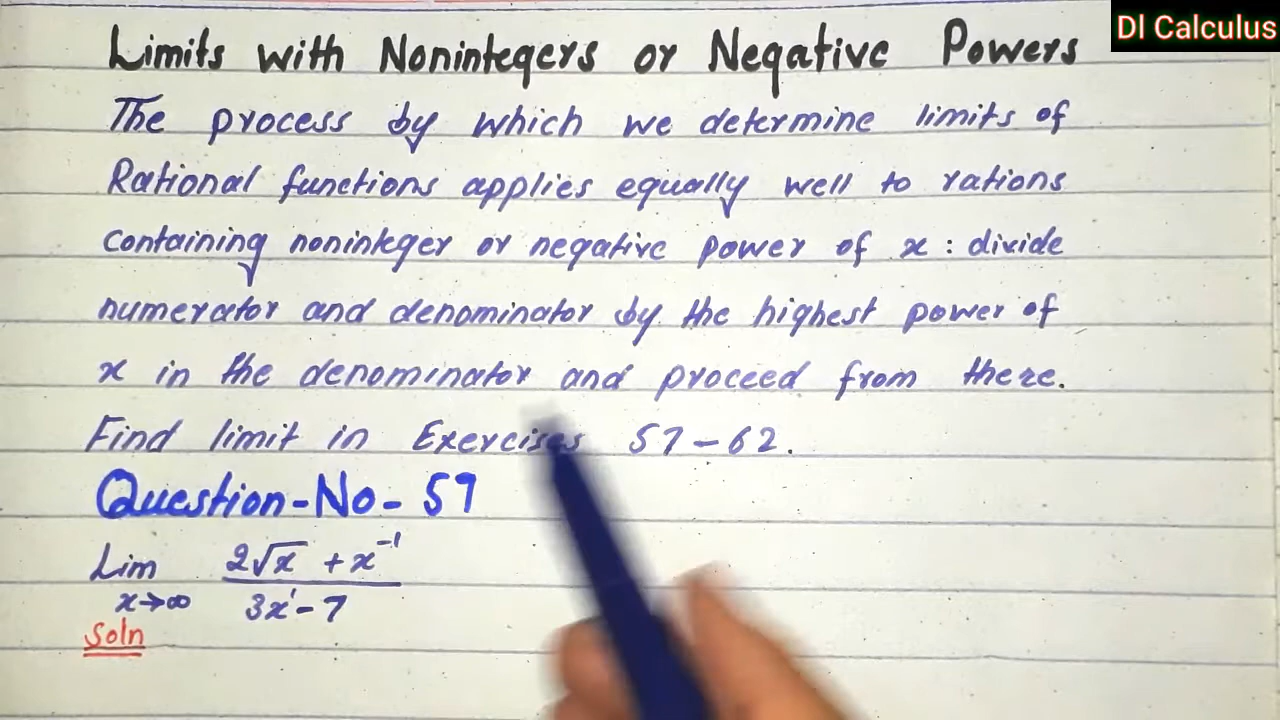 DI Calculus
Limits with Nonintegers or Negative Powers
The process by which we determine limits of
Rational functions applies equally well to rations
containing noninteger or negative power of x : divide
numerator and denominator by the highest power of
x in the denominator and proceed from there.
Find limit in Exercises 57-62.
Question-No-57
Lim x→∞ (2√x + x⁻¹)/(3x¹-7)
Soln